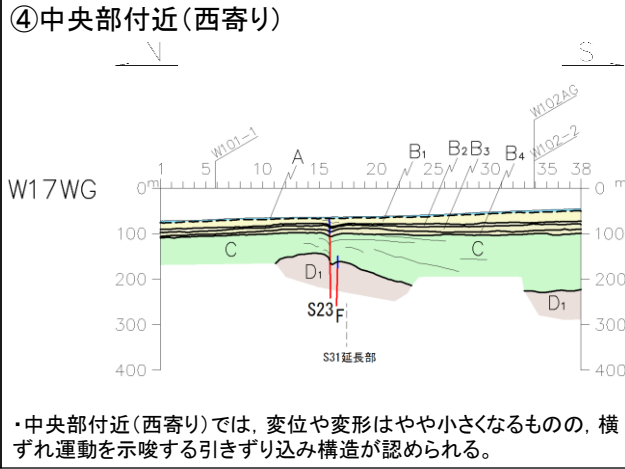 ④中央部付近(西寄り)
N
S
W102AG
W101-1
W102-2
A
B1
B2B3
B4
1 5 10 15 20 25 30 35 38
W17WG
0m
0m
100
100
C
C
200
200
D1
D1
S23
F
300
300
S31延長部
400
400
・中央部付近(西寄り)では, 変位や変形はやや小さくなるものの, 横
ずれ運動を示唆する引きずり込み構造が認められる。